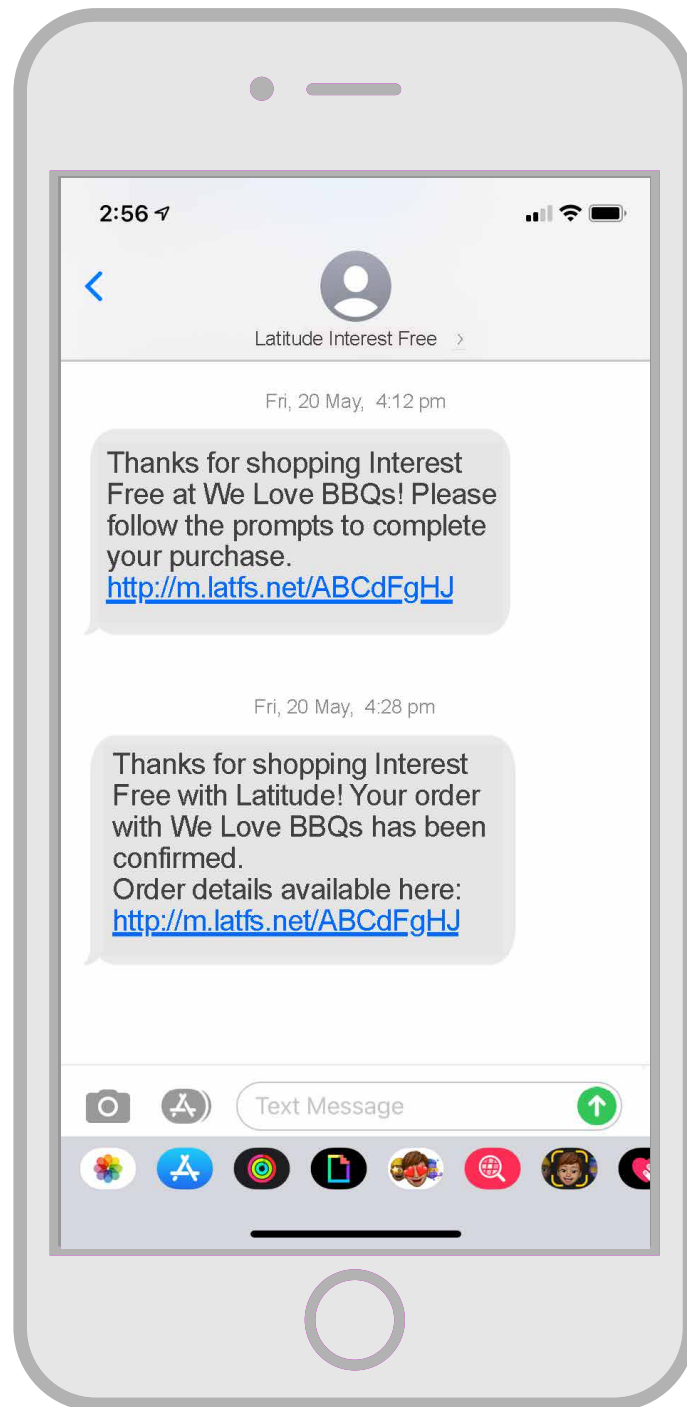 2:56
Latitude Interest Free
Fri, 20 May, 4:12 pm
Thanks for shopping Interest
Free at We Love BBQs! Please
follow the prompts to complete
your purchase.
http://m.latfs.net/ABCdFgHJ
Fri, 20 May, 4:28 pm
Thanks for shopping Interest
Free with Latitude! Your order
with We Love BBQs has been
confirmed.
Order details available here:
http://m.latfs.net/ABCdFgHJ
Text Message